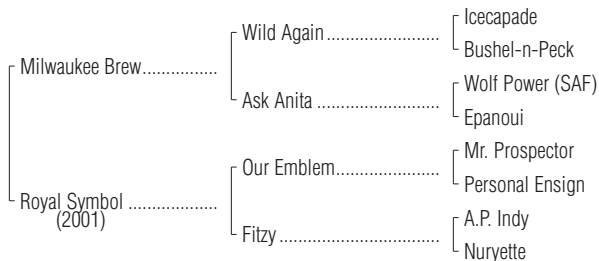 Icecapade
Wild Again
Bushel-n-Peck
Milwaukee Brew
Wolf Power (SAF)
Ask Anita
Epanoui
Mr. Prospector
Our Emblem
Personal Ensign
Royal Symbol
(2001)
A.P. Indy
Fitzy
Nuryette